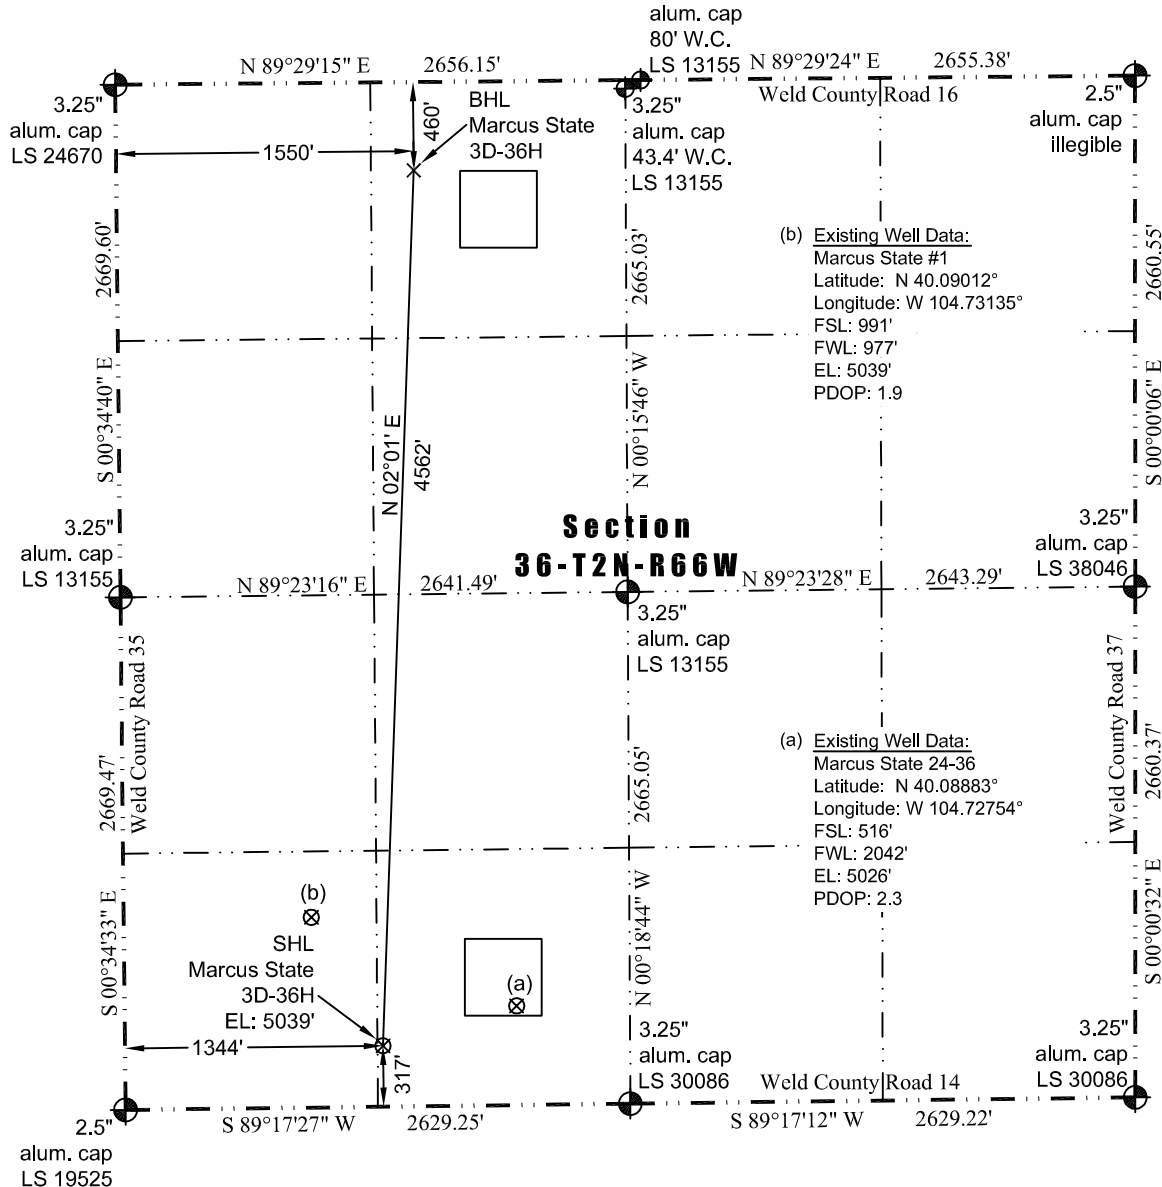 alum. cap
80' W.C.
LS 13155
N 89°29'15" E 2656.15'
N 89°29'24" E 2655.38'
Weld County Road 16
3.25"
alum. cap
LS 24670
460'
BHL
Marcus State
3D-36H
3.25"
alum. cap
43.4' W.C.
LS 13155
2.5"
alum. cap
illegible
1550'
2669.60'
S 00°34'40" E
2665.03'
N 00°15'46" W
2660.55'
S 00°00'06" E
(b) Existing Well Data:
Marcus State #1
Latitude: N 40.09012°
Longitude: W 104.73135°
FSL: 991'
FWL: 977'
EL: 5039'
PDOP: 1.9
N 02°01' E
4562'
Section
36-T2N-R66W
3.25"
alum. cap
LS 13155
3.25"
alum. cap
LS 38046
N 89°23'16" E 2641.49'
N 89°23'28" E 2643.29'
3.25"
alum. cap
LS 13155
Weld County Road 35
2669.47'
S 00°34'33" E
2665.05'
N 00°18'44" W
Weld County Road 37
2660.37'
S 00°00'32" E
(a) Existing Well Data:
Marcus State 24-36
Latitude: N 40.08883°
Longitude: W 104.72754°
FSL: 516'
FWL: 2042'
EL: 5026'
PDOP: 2.3
(b)
SHL
Marcus State
3D-36H
EL: 5039'
(a)
1344'
317'
3.25"
alum. cap
LS 30086
3.25"
alum. cap
LS 30086
Weld County Road 14
S 89°17'27" W 2629.25'
S 89°17'12" W 2629.22'
2.5"
alum. cap
LS 19525